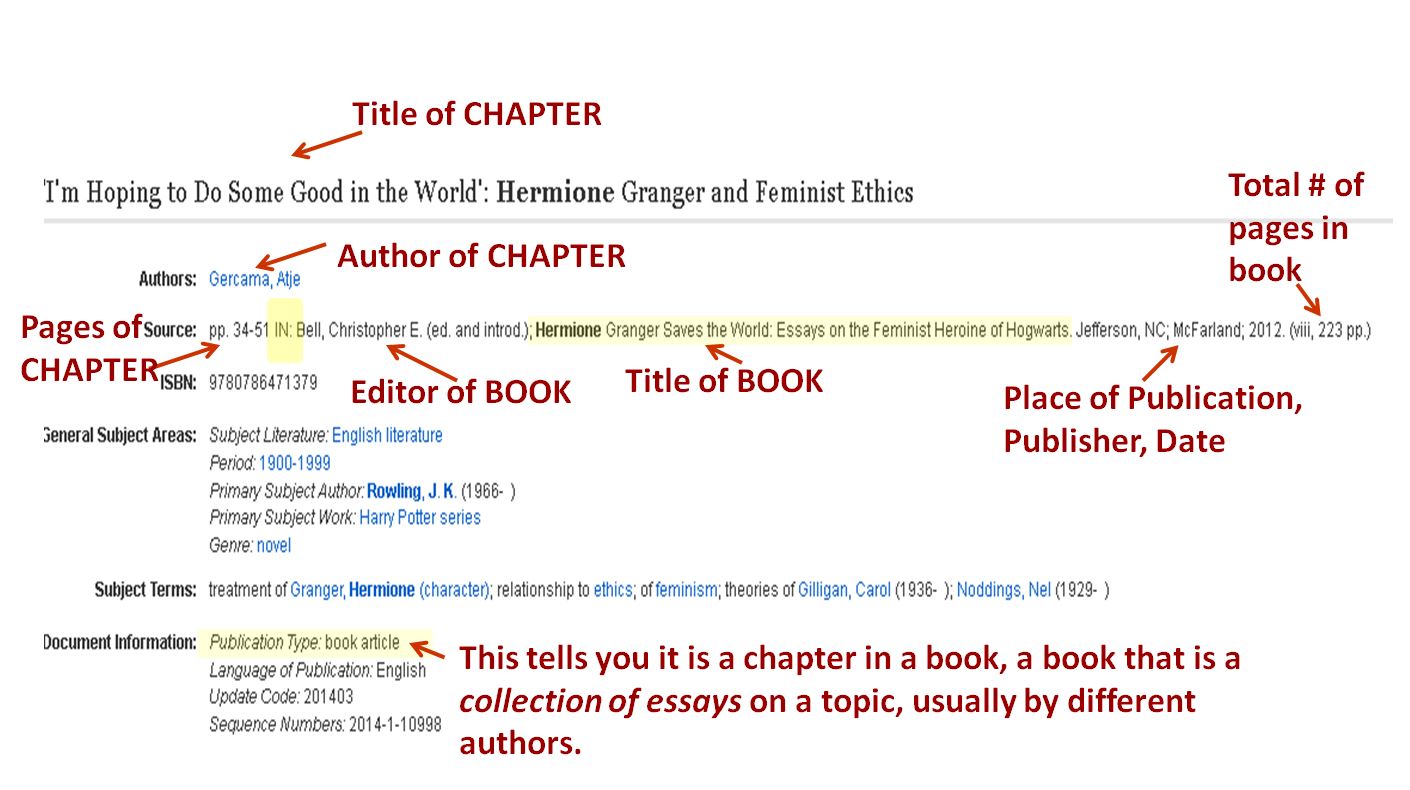 Title of CHAPTER
'I'm Hoping to Do Some Good in the World': Hermione Granger and Feminist Ethics
Total # of
pages in
book
Author of CHAPTER
Authors: Gercama, Atje
Pages of
CHAPTER
Source: pp. 34-51 IN: Bell, Christopher E. (ed. and introd.); Hermione Granger Saves the World: Essays on the Feminist Heroine of Hogwarts. Jefferson, NC; McFarland; 2012. (viii, 223 pp.)
Editor of BOOK
Title of BOOK
Place of Publication,
Publisher, Date
ISBN: 9780786471379
General Subject Areas: Subject Literature: English literature
Period: 1900-1999
Primary Subject Author: Rowling, J. K. (1966- )
Primary Subject Work: Harry Potter series
Genre: novel
Subject Terms: treatment of Granger, Hermione (character); relationship to ethics; of feminism; theories of Gilligan, Carol (1936- ); Noddings, Nel (1929- )
Document Information: Publication Type: book article
Language of Publication: English
Update Code: 201403
Sequence Numbers: 2014-1-10998
This tells you it is a chapter in a book, a book that is a
collection of essays on a topic, usually by different
authors.